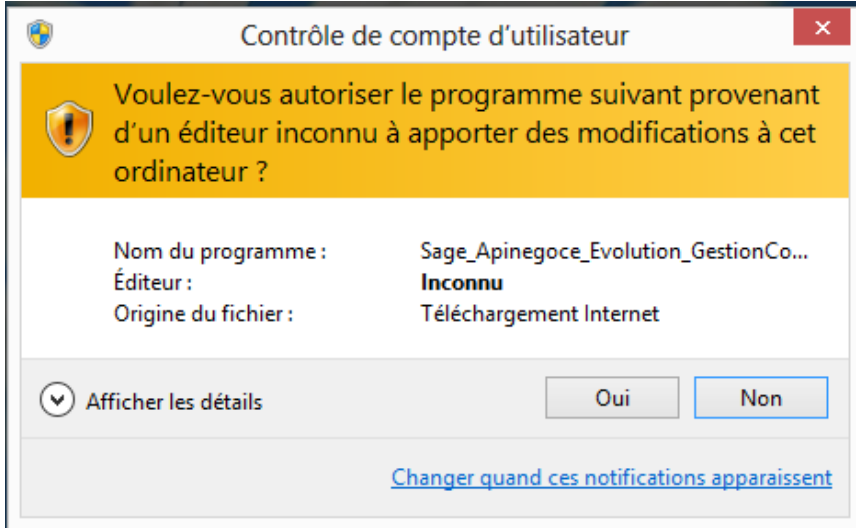 Contrôle de compte d'utilisateur
Voulez-vous autoriser le programme suivant provenant
d'un éditeur inconnu à apporter des modifications à cet
ordinateur ?
Nom du programme : Sage_Apinegoce_Evolution_GestionCo...
Éditeur : Inconnu
Origine du fichier : Téléchargement Internet
Afficher les détails Oui Non
Changer quand ces notifications apparaissent